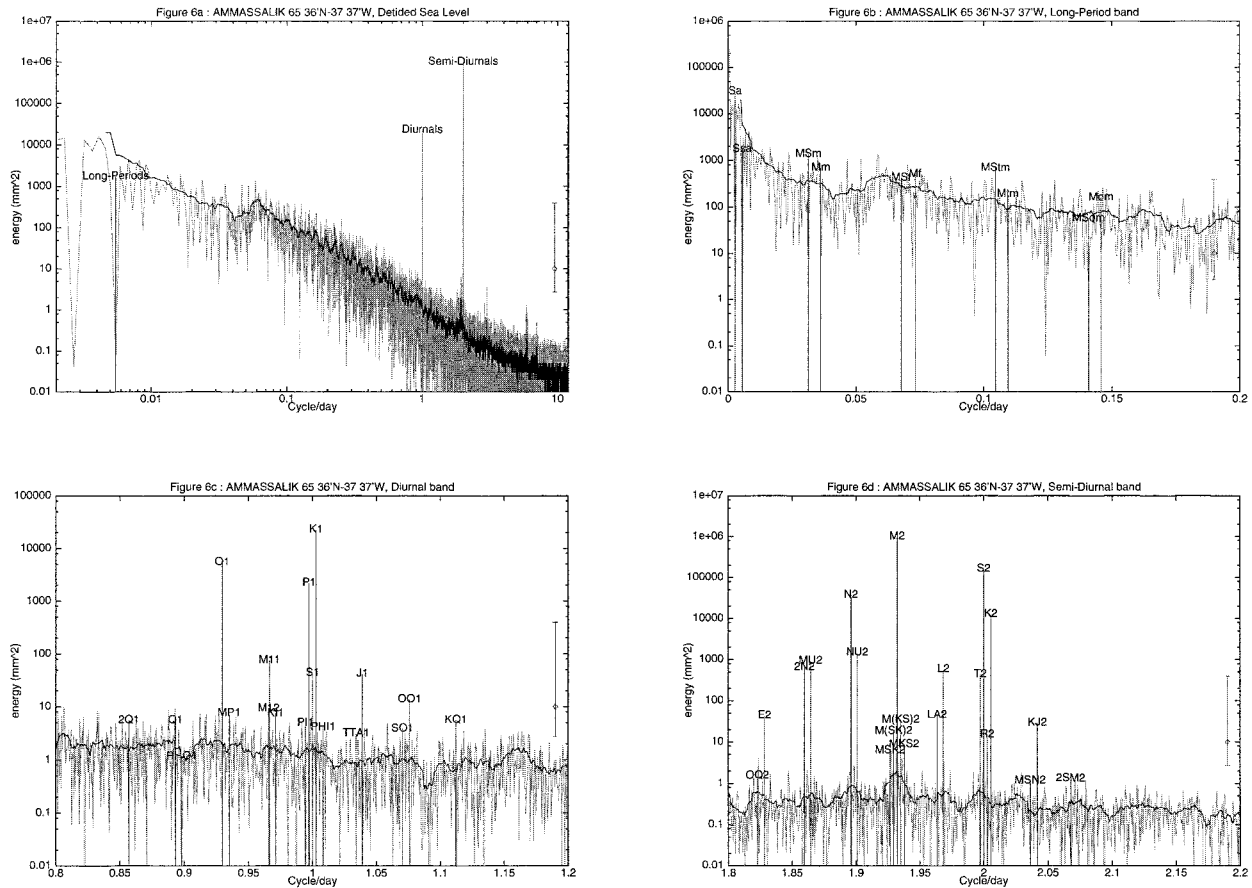 Figure 6a : AMMASSALIK 65 36'N-37 37'W, Detided Sea Level
1e+07
1e+06
100000
10000
1000
100
10
1
0.1
0.01
energy (mm^2)
Semi-Diurnals
Diurnals
Long-Periods
0.01
0.1
1
10
Cycle/day
Figure 6b : AMMASSALIK 65 36'N-37 37'W, Long-Period band
1e+06
100000
10000
1000
100
10
1
0.1
0.01
energy (mm^2)
Sa
Ssa
MSm
Mm
MSf
Mf
MStm
Mtm
Mqm
MSqm
0
0.05
0.1
0.15
0.2
Cycle/day
Figure 6c : AMMASSALIK 65 36'N-37 37'W, Diurnal band
100000
10000
1000
100
10
1
0.1
0.01
energy (mm^2)
K1
O1
P1
M11
S1
J1
OO1
2Q1
Q1
MP1
M12
KI1
PI1
PHI1
TTA1
SO1
KQ1
0.8
0.85
0.9
0.95
1
1.05
1.1
1.15
1.2
Cycle/day
Figure 6d : AMMASSALIK 65 36'N-37 37'W, Semi-Diurnal band
1e+07
1e+06
100000
10000
1000
100
10
1
0.1
0.01
energy (mm^2)
M2
S2
N2
K2
MU2
2N2
NU2
L2
T2
E2
LA2
M(KS)2
M(SK)2
MKS2
R2
KJ2
OQ2
MSN2
2SM2
1.8
1.85
1.9
1.95
2
2.05
2.1
2.15
2.2
Cycle/day